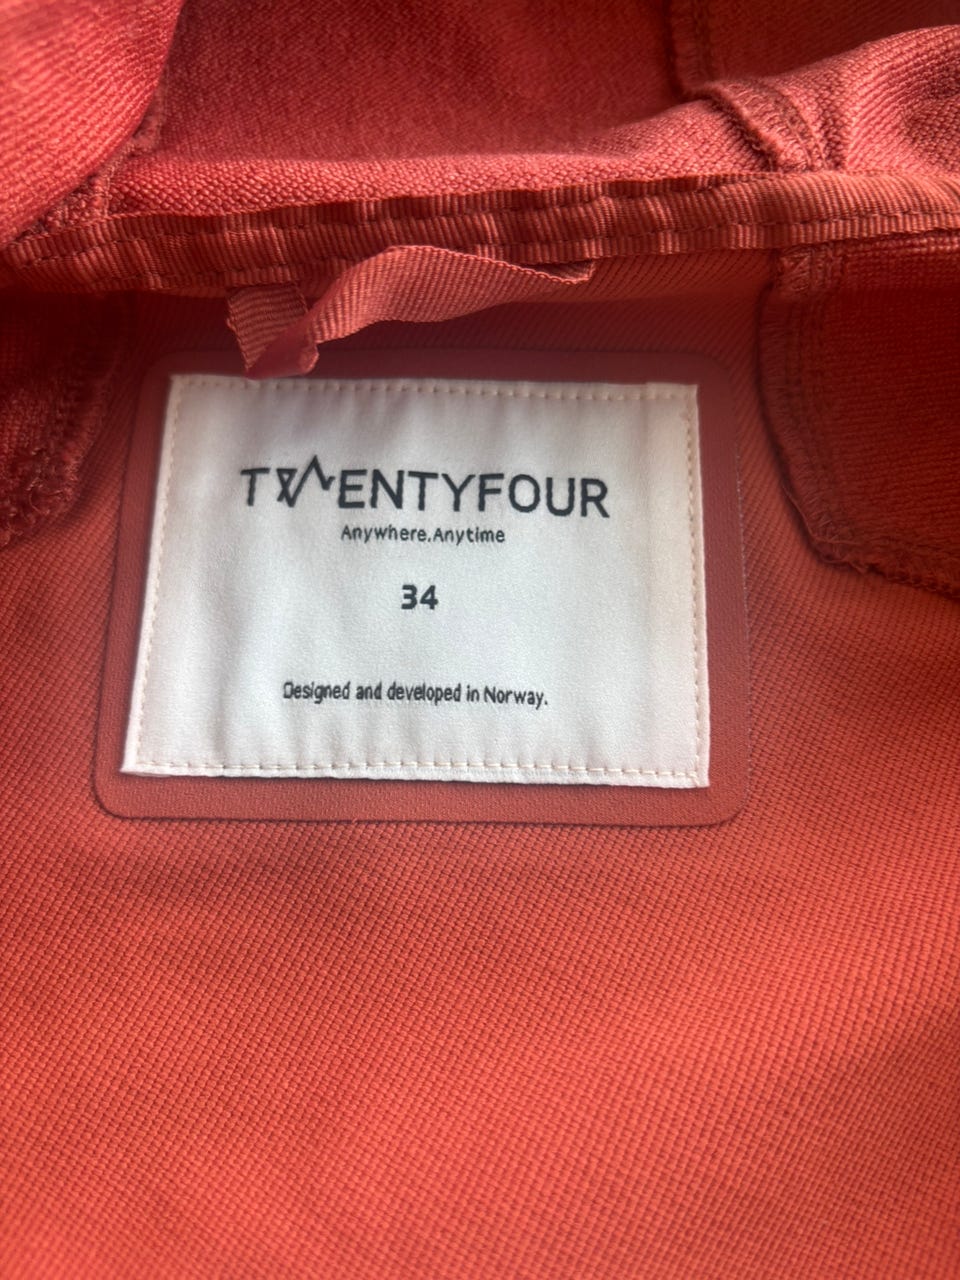 TWENTYFOUR
Anywhere.Anytime
34
Designed and developed in Norway.